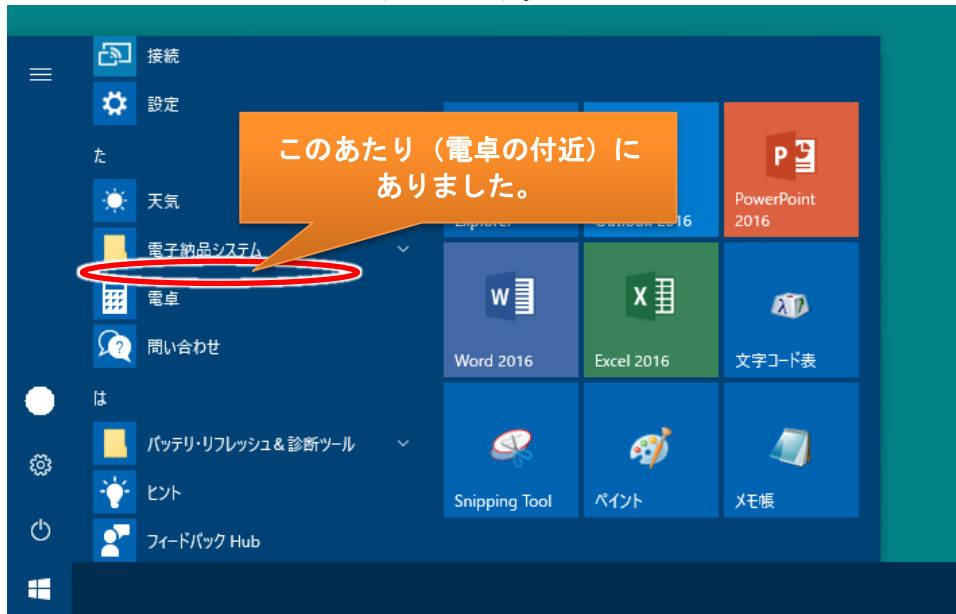 接続
設定
た
天気
電子納品システム
電卓
問い合わせ
は
バッテリ・リフレッシュ＆診断ツール
ヒント
フィードバック Hub
このあたり（電卓の付近）に
ありました。
Explorer
Outlook 2016
PowerPoint
2016
Word 2016
Excel 2016
文字コード表
Snipping Tool
ペイント
メモ帳